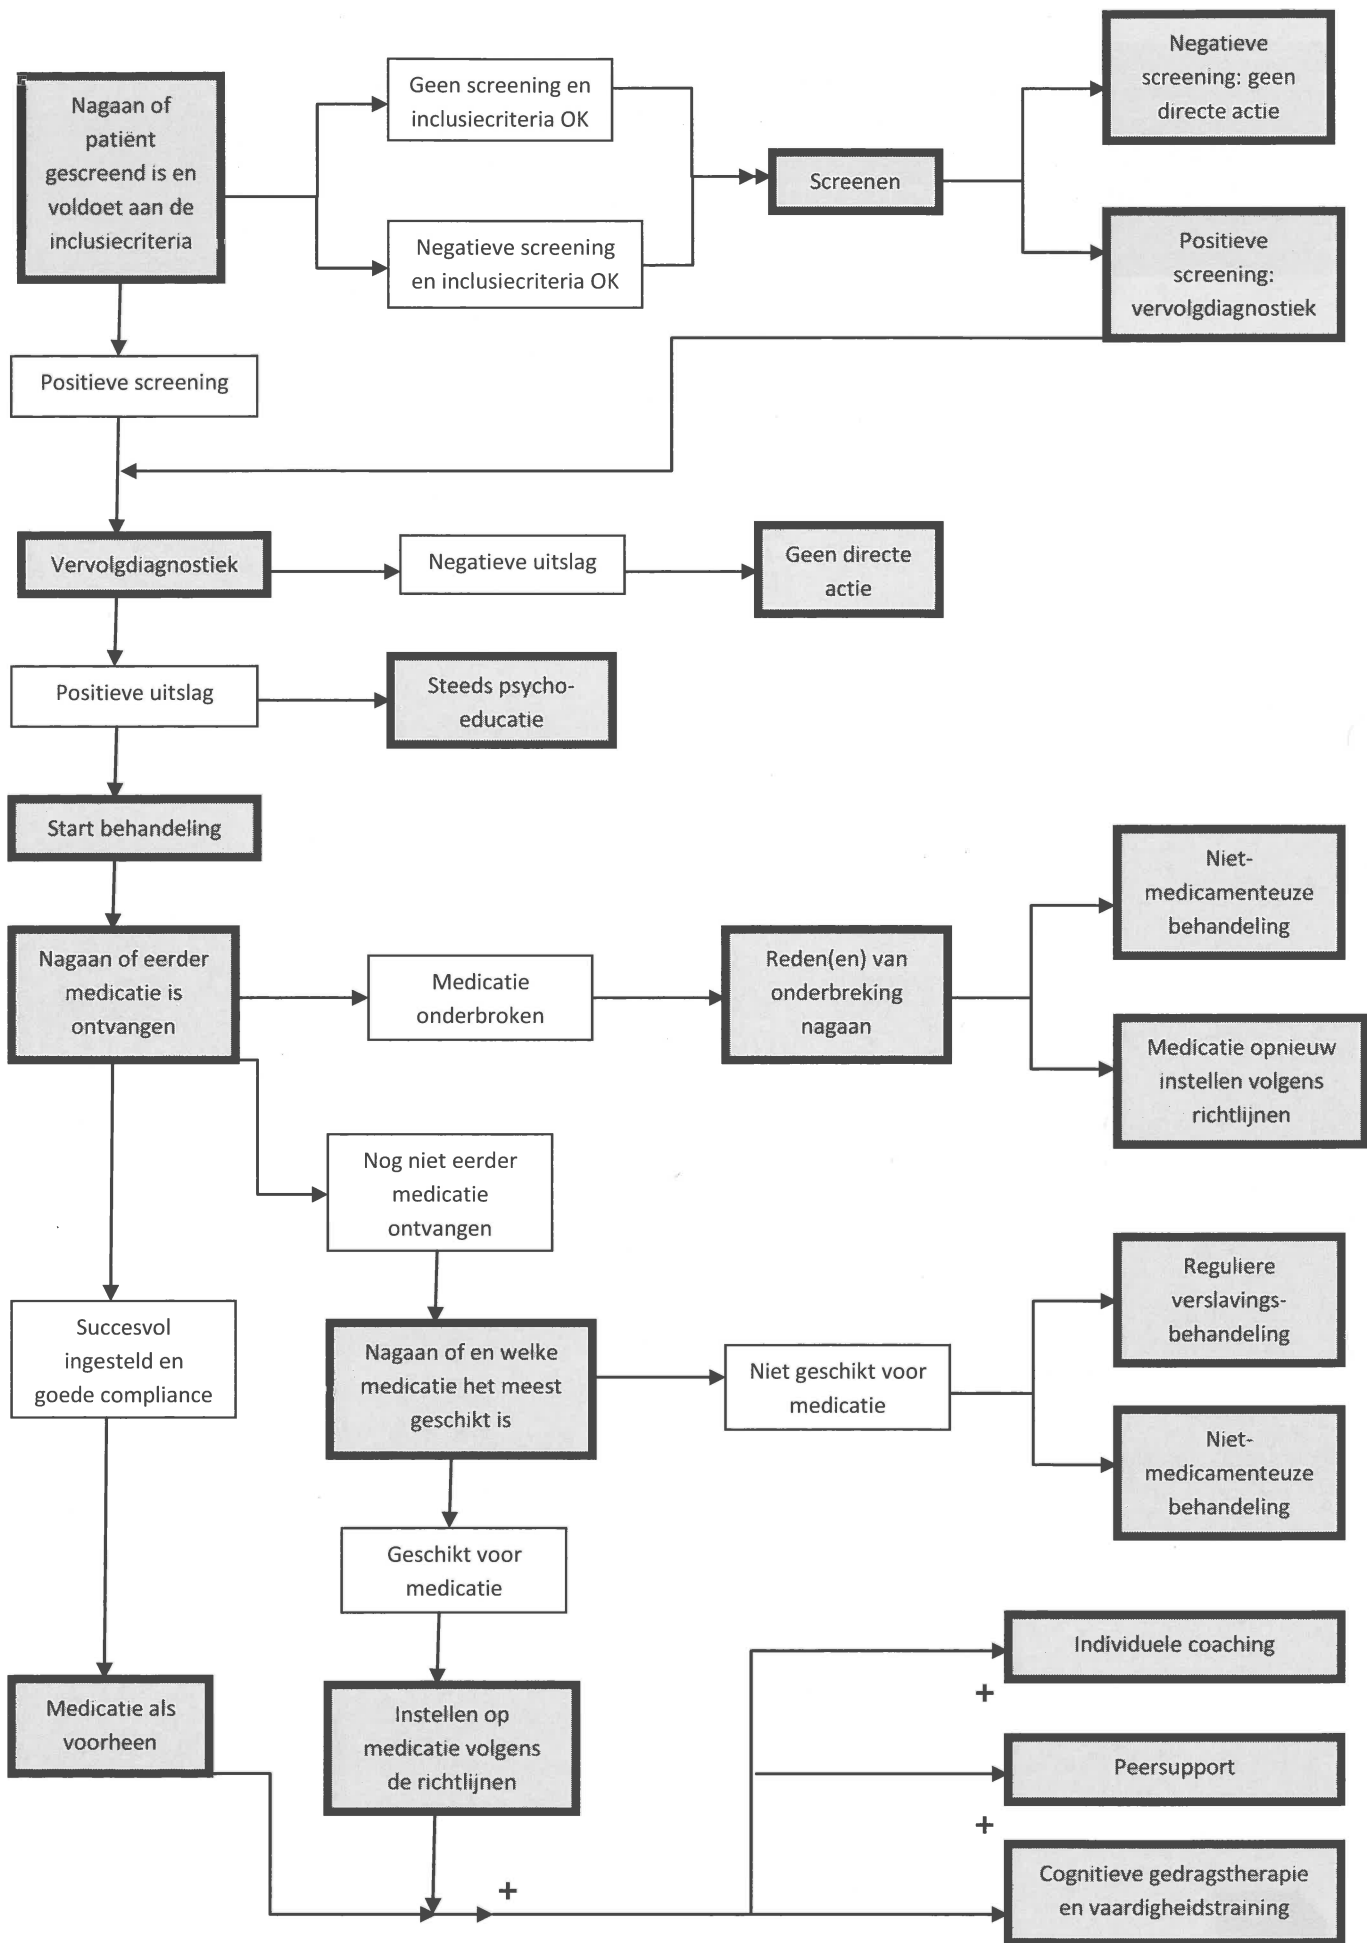 Nagaan of
patiënt
gescreend is en
voldoet aan de
inclusiecriteria
Geen screening en
inclusiecriteria OK
Negatieve screening
en inclusiecriteria OK
Screenen
Negatieve
screening: geen
directe actie
Positieve
screening:
vervolgdiagnostiek
Positieve screening
Vervolgdiagnostiek
Negatieve uitslag
Geen directe
actie
Positieve uitslag
Steeds psycho-
educatie
Start behandeling
Nagaan of eerder
medicatie is
ontvangen
Medicatie
onderbroken
Reden(en) van
onderbreking
nagaan
Niet-
medicamenteuze
behandeling
Medicatie opnieuw
instellen volgens
richtlijnen
Nog niet eerder
medicatie
ontvangen
Succesvol
ingesteld en
goede compliance
Nagaan of en welke
medicatie het meest
geschikt is
Niet geschikt voor
medicatie
Reguliere
verslavings-
behandeling
Niet-
medicamenteuze
behandeling
Geschikt voor
medicatie
Medicatie als
voorheen
Instellen op
medicatie volgens
de richtlijnen
+
Individuele coaching
+
Peersupport
+
Cognitieve gedragstherapie
en vaardigheidstraining